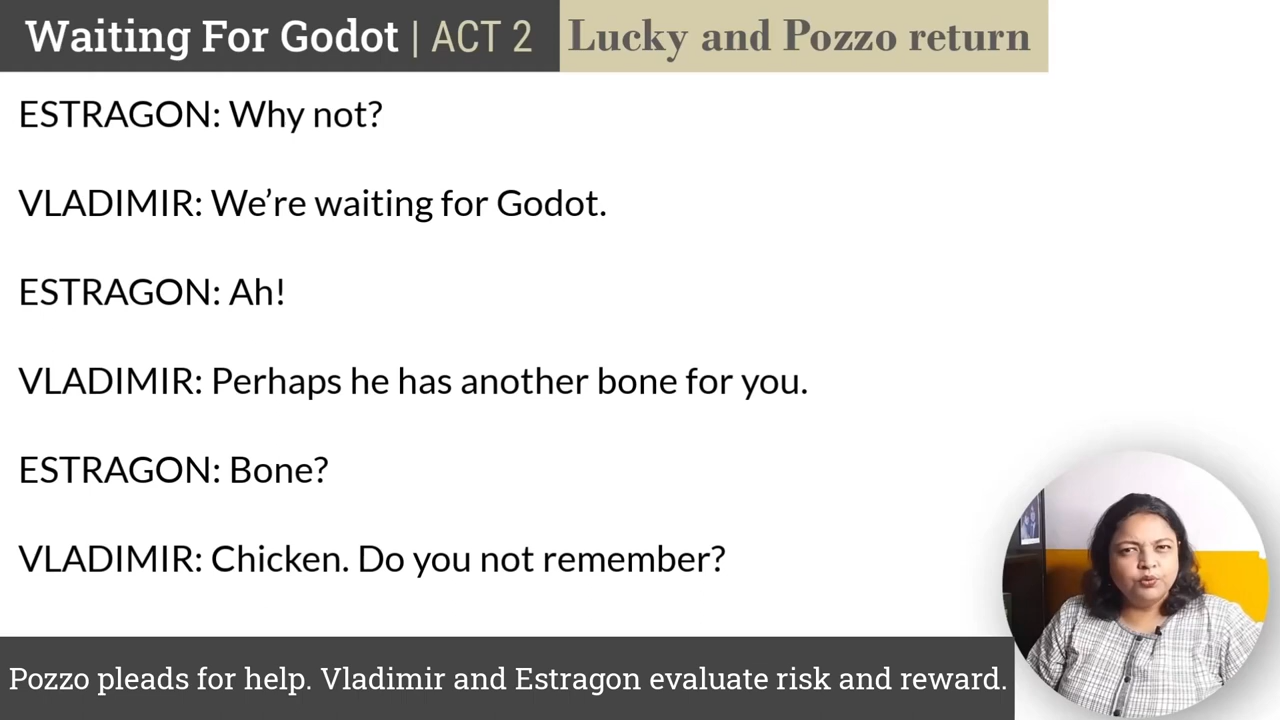 Waiting For Godot | ACT 2 Lucky and Pozzo return
ESTRAGON: Why not?
VLADIMIR: We’re waiting for Godot.
ESTRAGON: Ah!
VLADIMIR: Perhaps he has another bone for you.
ESTRAGON: Bone?
VLADIMIR: Chicken. Do you not remember?
Pozzo pleads for help. Vladimir and Estragon evaluate risk and reward.